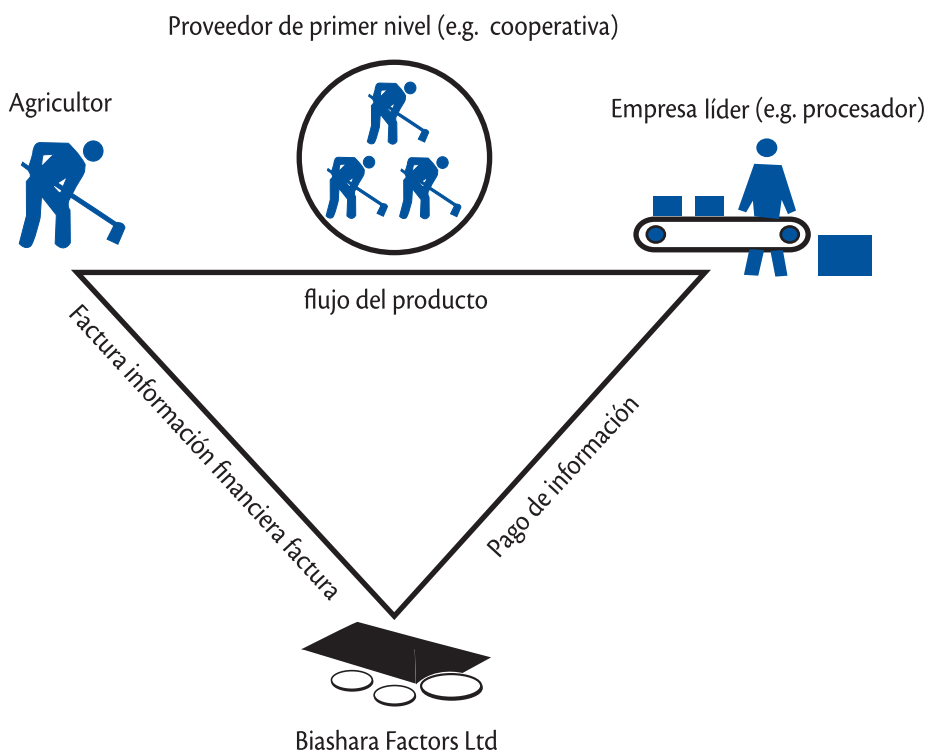 Proveedor de primer nivel (e.g. cooperativa)
Agricultor
Empresa líder (e.g. procesador)
flujo del producto
Factura información financiera factura
Pago de información
Biashara Factors Ltd